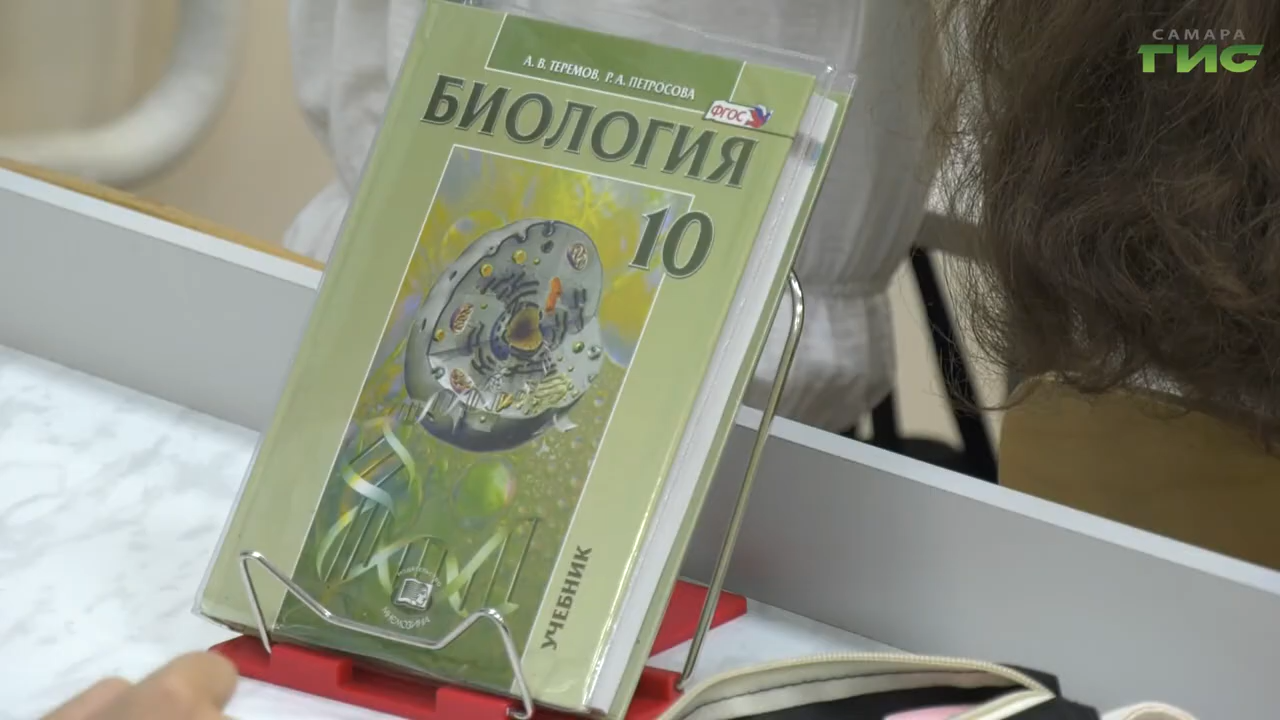 САМАРА
ГИС
А. В. ТЕРЕМОВ, Р. А. ПЕТРОСОВА
БИОЛОГИЯ
ФГОС
10
УЧЕБНИК